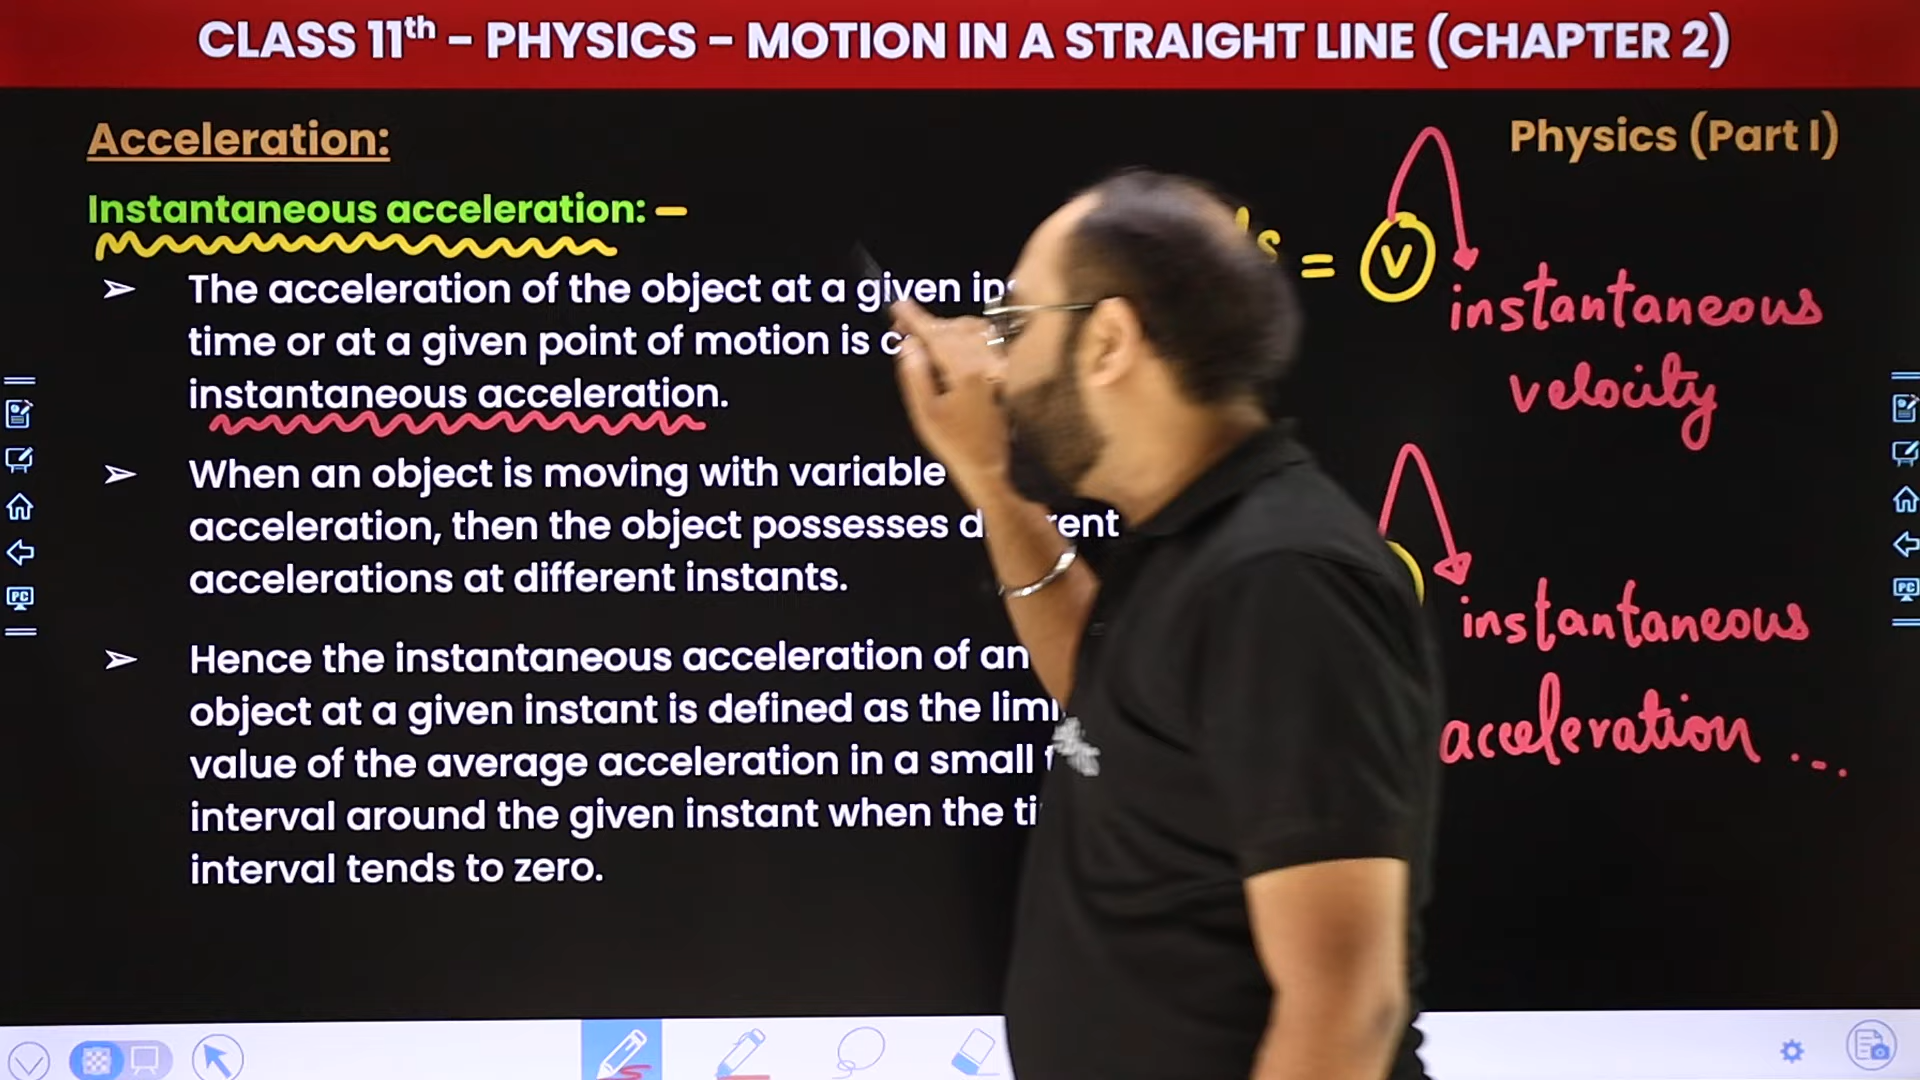 CLASS 11th - PHYSICS - MOTION IN A STRAIGHT LINE (CHAPTER 2)
Acceleration:
Physics (Part I)
Instantaneous acceleration: -
The acceleration of the object at a given
time or at a given point of motion is
instantaneous acceleration.
When an object is moving with variable
acceleration, then the object possesses
accelerations at different instants.
Hence the instantaneous acceleration of an
object at a given instant is defined as the
value of the average acceleration in a small
interval around the given instant when the
interval tends to zero.
= v
instantaneous
velocity
instantaneous
acceleration ...
PC
PC